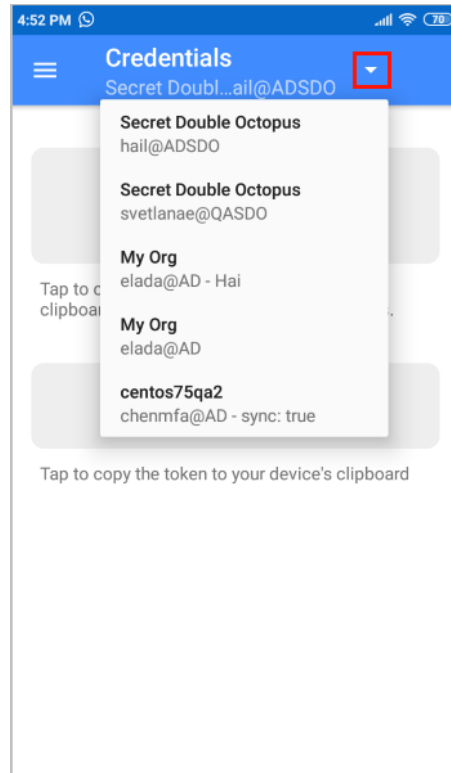 4:52 PM
70
Credentials
Secret Doubl...ail@ADSDO
Secret Double Octopus
hail@ADSDO
Secret Double Octopus
svetlanae@QASDO
My Org
elada@AD - Hai
My Org
elada@AD
centos75qa2
chenmfa@AD - sync: true
Tap to c
clipboar
.
Tap to copy the token to your device's clipboard